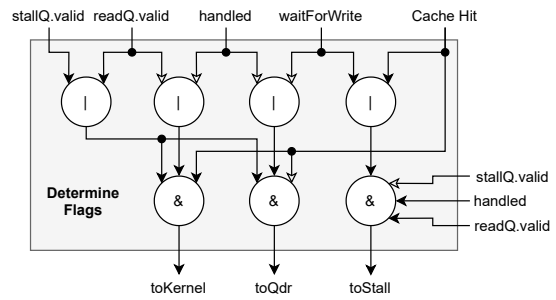 stallQ.valid readQ.valid handled waitForWrite Cache Hit
| | | |
stallQ.valid
Determine & & & handled
Flags
readQ.valid
toKernel toQdr toStall